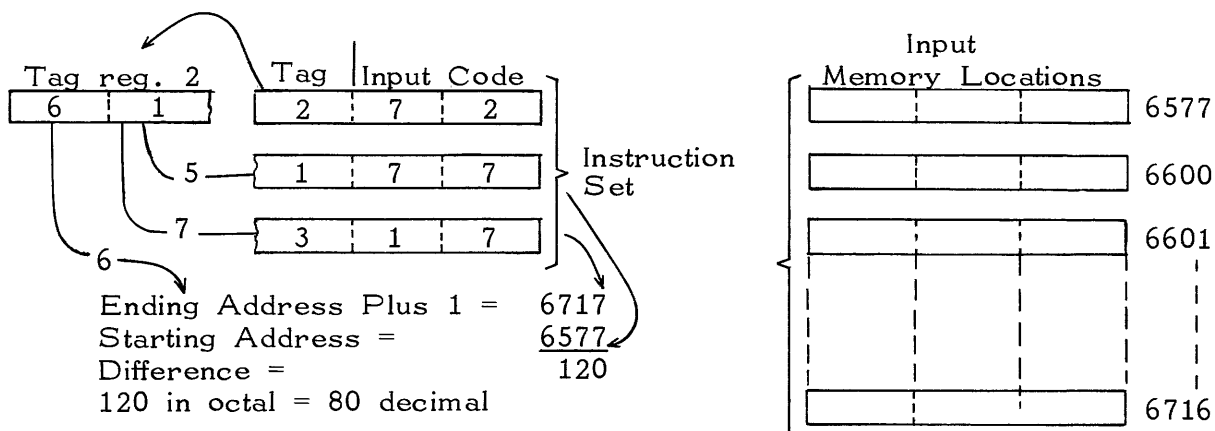 Tag reg. 2
6 1
Tag Input Code
2 7 2
5 1 7 7
7 3 1 7
6
Instruction
Set
Ending Address Plus 1 = 6717
Starting Address = 6577
Difference = 120
120 in octal = 80 decimal
Input
Memory Locations
6577
6600
6601
6716